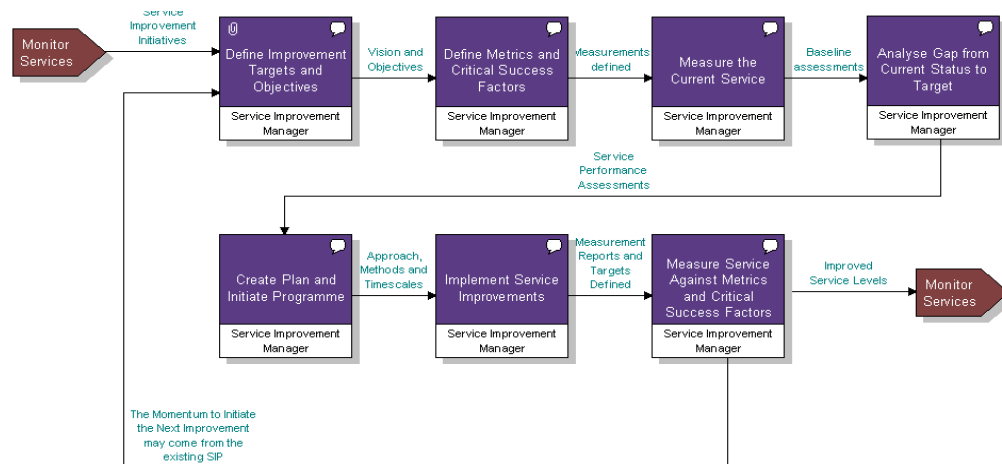 Service
Improvement
Initiatives
Monitor
Services
Define Improvement
Targets and
Objectives
Service Improvement
Manager
Vision and
Objectives
Define Metrics and
Critical Success
Factors
Service Improvement
Manager
Measurements
defined
Measure the
Current Service
Service Improvement
Manager
Baseline
assessments
Analyse Gap from
Current Status to
Target
Service Improvement
Manager
Service
Performance
Assessments
Create Plan and
Initiate Programme
Service Improvement
Manager
Approach,
Methods and
Timescales
Implement Service
Improvements
Service Improvement
Manager
Measurement
Reports and
Targets
Defined
Measure Service
Against Metrics
and Critical
Success Factors
Service Improvement
Manager
Improved
Service Levels
Monitor
Services
The Momentum to Initiate
the Next Improvement
may come from the
existing SIP